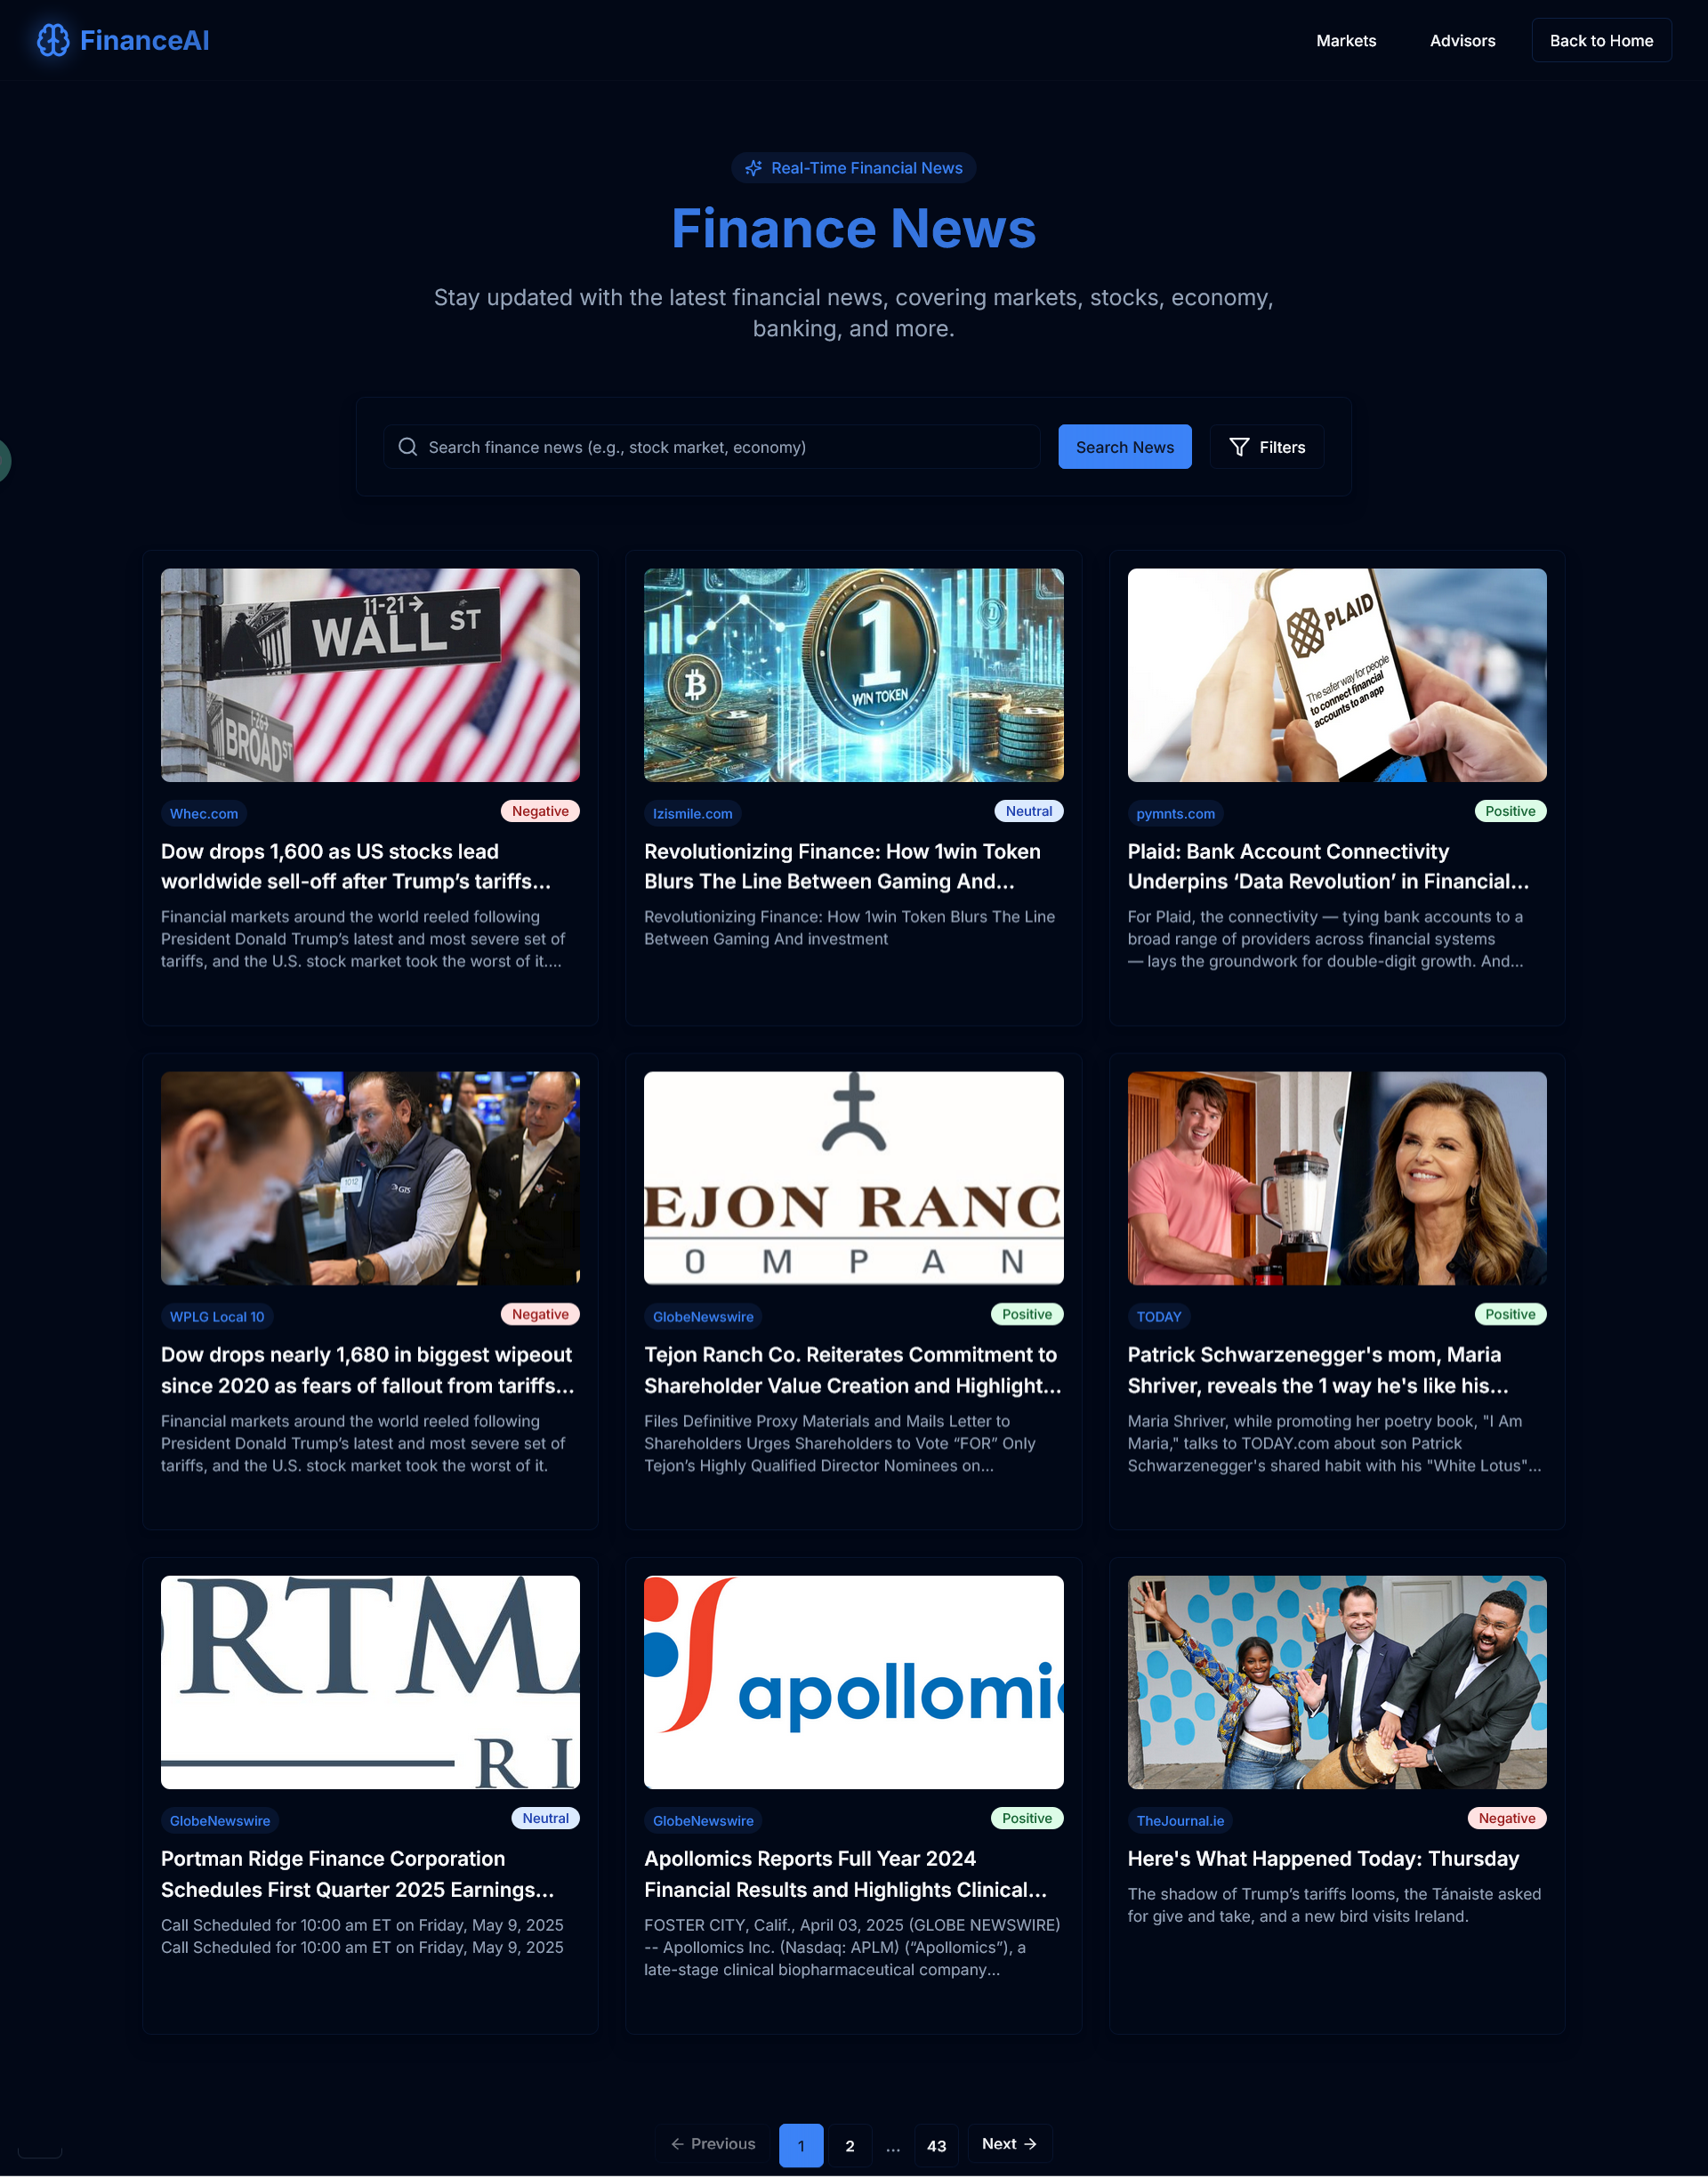 FinanceAI
Markets
Advisors
Back to Home
Real-Time Financial News
Finance News
Stay updated with the latest financial news, covering markets, stocks, economy,
banking, and more.
Search finance news (e.g., stock market, economy)
Search News
Filters
11-21
WALL ST
BROAD ST
Whec.com
Negative
Dow drops 1,600 as US stocks lead
worldwide sell-off after Trump’s tariffs...
Financial markets around the world reeled following
President Donald Trump’s latest and most severe set of
tariffs, and the U.S. stock market took the worst of it....
1
WIN TOKEN
Izismile.com
Neutral
Revolutionizing Finance: How 1win Token
Blurs The Line Between Gaming And...
Revolutionizing Finance: How 1win Token Blurs The Line
Between Gaming And investment
PLAID
The safer way for people
to connect financial
accounts to an app
pymnts.com
Positive
Plaid: Bank Account Connectivity
Underpins ‘Data Revolution’ in Financial...
For Plaid, the connectivity — tying bank accounts to a
broad range of providers across financial systems
— lays the groundwork for double-digit growth. And...
1012
GTS
WPLG Local 10
Negative
Dow drops nearly 1,680 in biggest wipeout
since 2020 as fears of fallout from tariffs...
Financial markets around the world reeled following
President Donald Trump’s latest and most severe set of
tariffs, and the U.S. stock market took the worst of it.
EJON RANC
OMPAN
GlobeNewswire
Positive
Tejon Ranch Co. Reiterates Commitment to
Shareholder Value Creation and Highlight...
Files Definitive Proxy Materials and Mails Letter to
Shareholders Urges Shareholders to Vote “FOR” Only
Tejon’s Highly Qualified Director Nominees on...
TODAY
Positive
Patrick Schwarzenegger's mom, Maria
Shriver, reveals the 1 way he's like his...
Maria Shriver, while promoting her poetry book, "I Am
Maria," talks to TODAY.com about son Patrick
Schwarzenegger's shared habit with his "White Lotus"...
RTMA
RI
GlobeNewswire
Neutral
Portman Ridge Finance Corporation
Schedules First Quarter 2025 Earnings...
Call Scheduled for 10:00 am ET on Friday, May 9, 2025
Call Scheduled for 10:00 am ET on Friday, May 9, 2025
apollomic
GlobeNewswire
Positive
Apollomics Reports Full Year 2024
Financial Results and Highlights Clinical...
FOSTER CITY, Calif., April 03, 2025 (GLOBE NEWSWIRE)
-- Apollomics Inc. (Nasdaq: APLM) (“Apollomics”), a
late-stage clinical biopharmaceutical company...
TheJournal.ie
Negative
Here's What Happened Today: Thursday
The shadow of Trump’s tariffs looms, the Tánaiste asked
for give and take, and a new bird visits Ireland.
Previous
1
2
...
43
Next